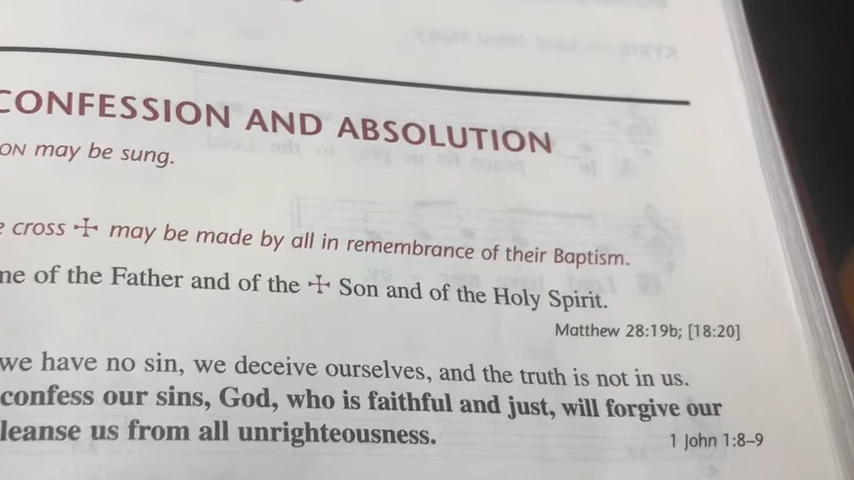 CONFESSION AND ABSOLUTION
ON may be sung.
cross ☩ may be made by all in remembrance of their Baptism.
me of the Father and of the ☩ Son and of the Holy Spirit.
Matthew 28:19b; [18:20]
we have no sin, we deceive ourselves, and the truth is not in us.
confess our sins, God, who is faithful and just, will forgive our
leanse us from all unrighteousness.
1 John 1:8–9